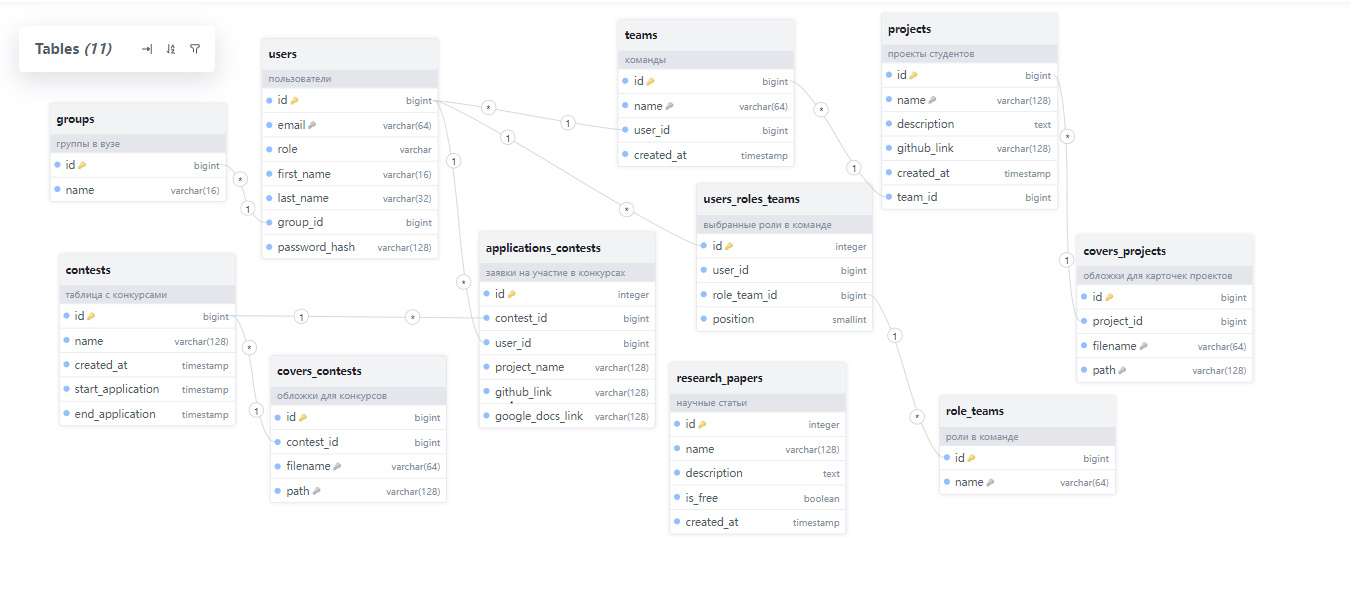 Tables (11)
groups
группы в вузе
id bigint
name varchar(16)
users
пользователи
id bigint
email varchar(64)
role varchar
first_name varchar(16)
last_name varchar(32)
group_id bigint
password_hash varchar(128)
teams
команды
id bigint
name varchar(64)
user_id bigint
created_at timestamp
projects
проекты студентов
id bigint
name varchar(128)
description text
github_link varchar(128)
created_at timestamp
team_id bigint
users_roles_teams
выбранные роли в команде
id integer
user_id bigint
role_team_id bigint
position smallint
covers_projects
обложки для карточек проектов
id bigint
project_id bigint
filename varchar(64)
path varchar(128)
contests
таблица с конкурсами
id bigint
name varchar(128)
created_at timestamp
start_application timestamp
end_application timestamp
applications_contests
заявки на участие в конкурсах
id integer
contest_id bigint
user_id bigint
project_name varchar(128)
github_link varchar(128)
google_docs_link varchar(128)
covers_contests
обложки для конкурсов
id bigint
contest_id bigint
filename varchar(64)
path varchar(128)
research_papers
научные статьи
id integer
name varchar(128)
description text
is_free boolean
created_at timestamp
role_teams
роли в команде
id bigint
name varchar(64)
* 1
* 1
1 *
1 *
* 1
* 1
1 *
1 *
* 1